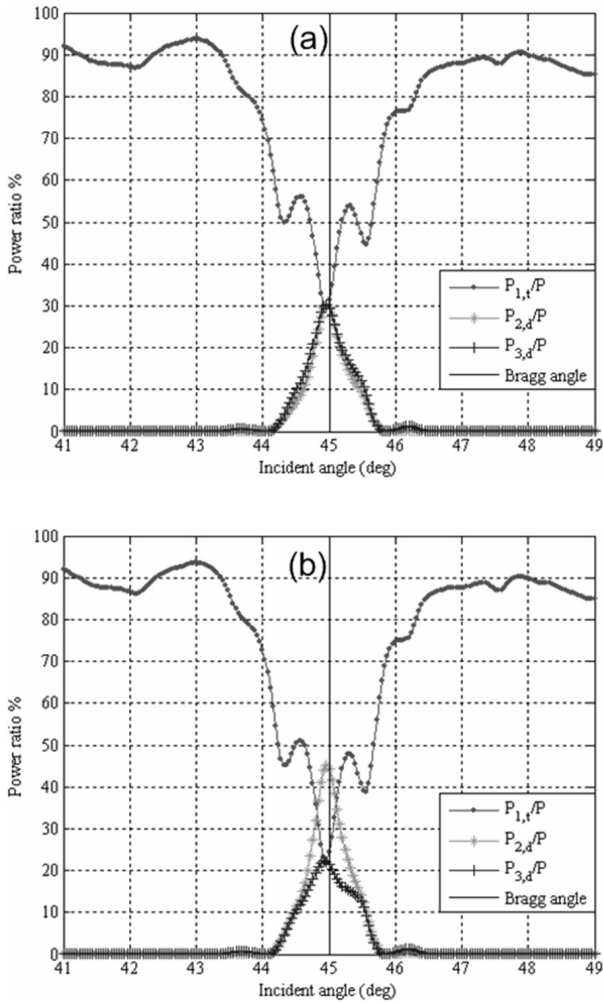 (a)
100
90
80
70
60
50
40
30
20
10
0
Power ratio %
P1,t/P
P2,d/P
P3,d/P
Bragg angle
41 42 43 44 45 46 47 48 49
Incident angle (deg)
(b)
100
90
80
70
60
50
40
30
20
10
0
Power ratio %
P1,t/P
P2,d/P
P3,d/P
Bragg angle
41 42 43 44 45 46 47 48 49
Incident angle (deg)